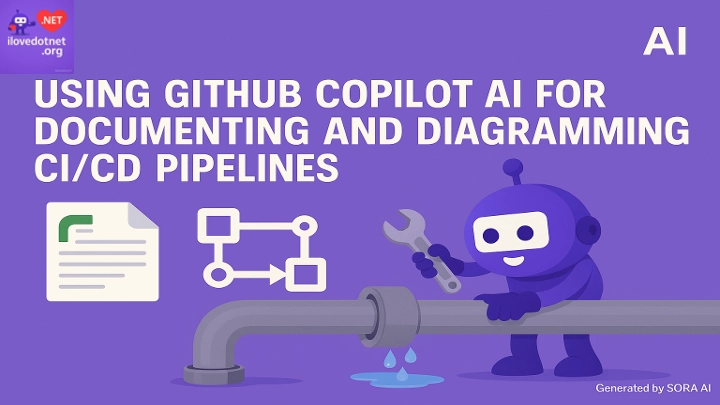 .NET
ilovedotnet
.org
AI
USING GITHUB COPILOT AI FOR
DOCUMENTING AND DIAGRAMMING
CI/CD PIPELINES
Generated by SORA AI